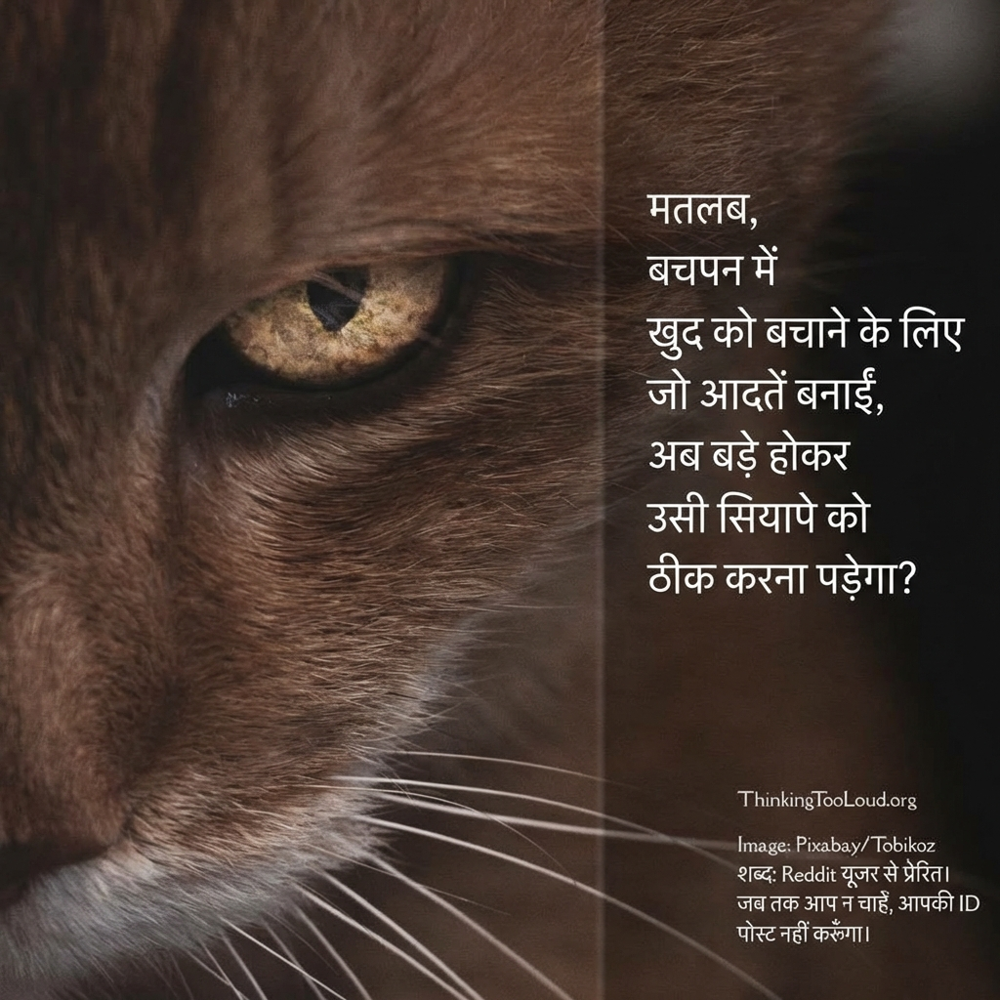 मतलब,
बचपन में
खुद को बचाने के लिए
जो आदतें बनाईं,
अब बड़े होकर
उसी सियापे को
ठीक करना पड़ेगा?
ThinkingTooLoud.org
Image: Pixabay/Tobikoz
शब्द: Reddit यूजर से प्रेरित।
जब तक आप न चाहें, आपकी ID
पोस्ट नहीं करूँगा।